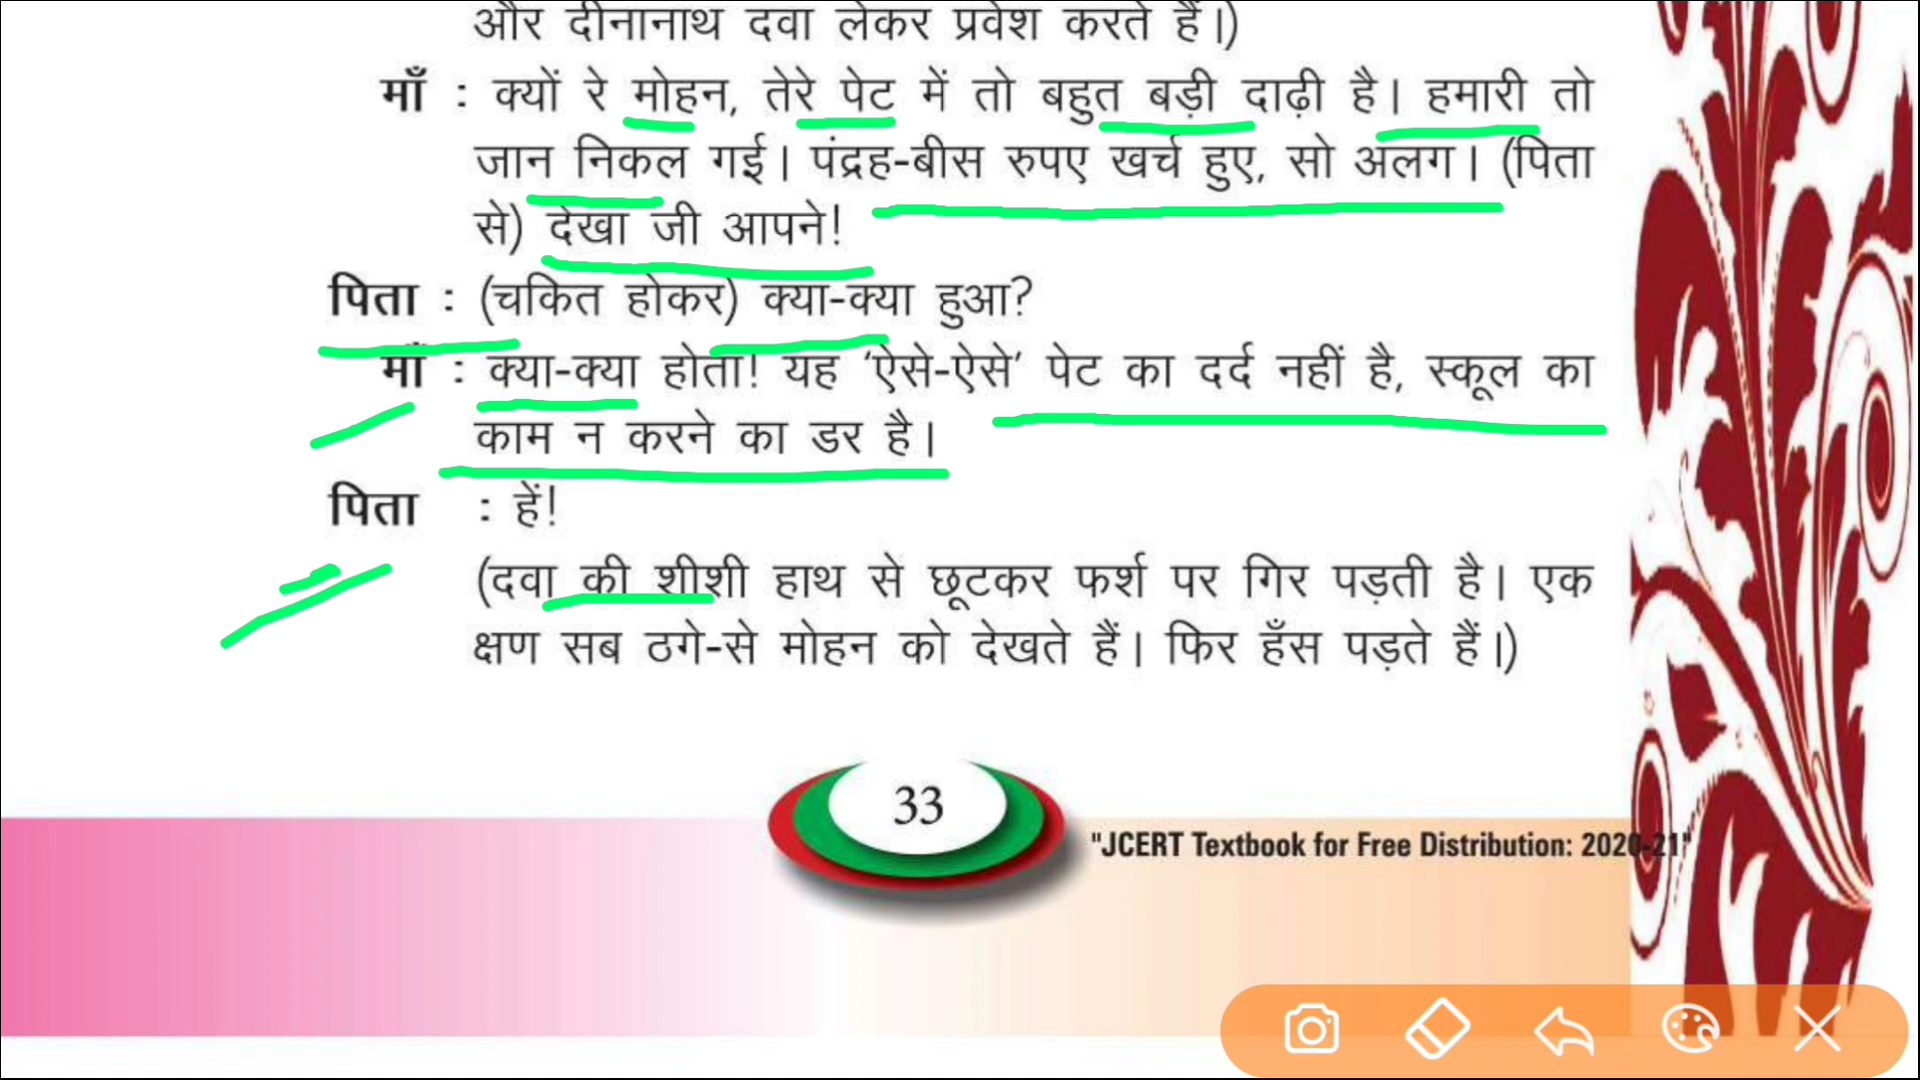 और दीनानाथ दवा लेकर प्रवेश करते हैं।)
माँ : क्यों रे मोहन, तेरे पेट में तो बहुत बड़ी दाढ़ी है। हमारी तो
जान निकल गई। पंद्रह-बीस रुपए खर्च हुए, सो अलग। (पिता
से) देखा जी आपने!
पिता : (चकित होकर) क्या-क्या हुआ?
माँ : क्या-क्या होता! यह ‘ऐसे-ऐसे’ पेट का दर्द नहीं है, स्कूल का
काम न करने का डर है।
पिता : हें!
(दवा की शीशी हाथ से छूटकर फर्श पर गिर पड़ती है। एक
क्षण सब ठगे-से मोहन को देखते हैं। फिर हँस पड़ते हैं।)
33
"JCERT Textbook for Free Distribution: 2020-21"